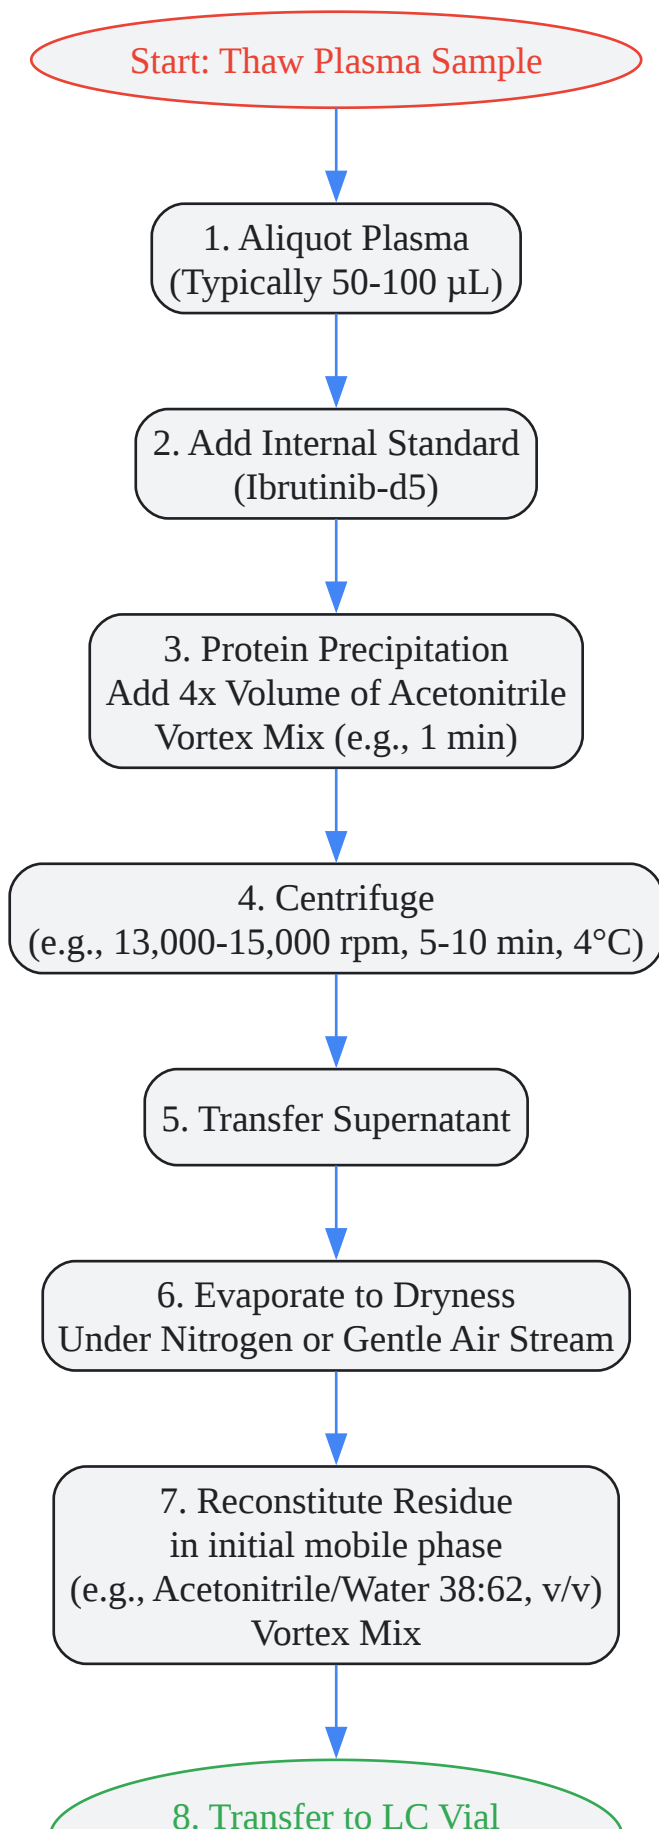 Start: Thaw Plasma Sample
1. Aliquot Plasma
(Typically 50-100 µL)
2. Add Internal Standard
(Ibrutinib-d5)
3. Protein Precipitation
Add 4x Volume of Acetonitrile
Vortex Mix (e.g., 1 min)
4. Centrifuge
(e.g., 13,000-15,000 rpm, 5-10 min, 4°C)
5. Transfer Supernatant
6. Evaporate to Dryness
Under Nitrogen or Gentle Air Stream
7. Reconstitute Residue
in initial mobile phase
(e.g., Acetonitrile/Water 38:62, v/v)
Vortex Mix
8. Transfer to LC Vial